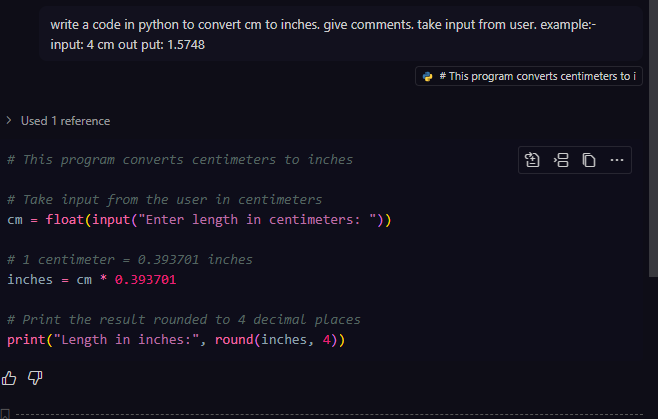 write a code in python to convert cm to inches. give comments. take input from user. example:-
input: 4 cm out put: 1.5748
# This program converts centimeters to i
Used 1 reference
# This program converts centimeters to inches
# Take input from the user in centimeters
cm = float(input("Enter length in centimeters: "))
# 1 centimeter = 0.393701 inches
inches = cm * 0.393701
# Print the result rounded to 4 decimal places
print("Length in inches:", round(inches, 4))